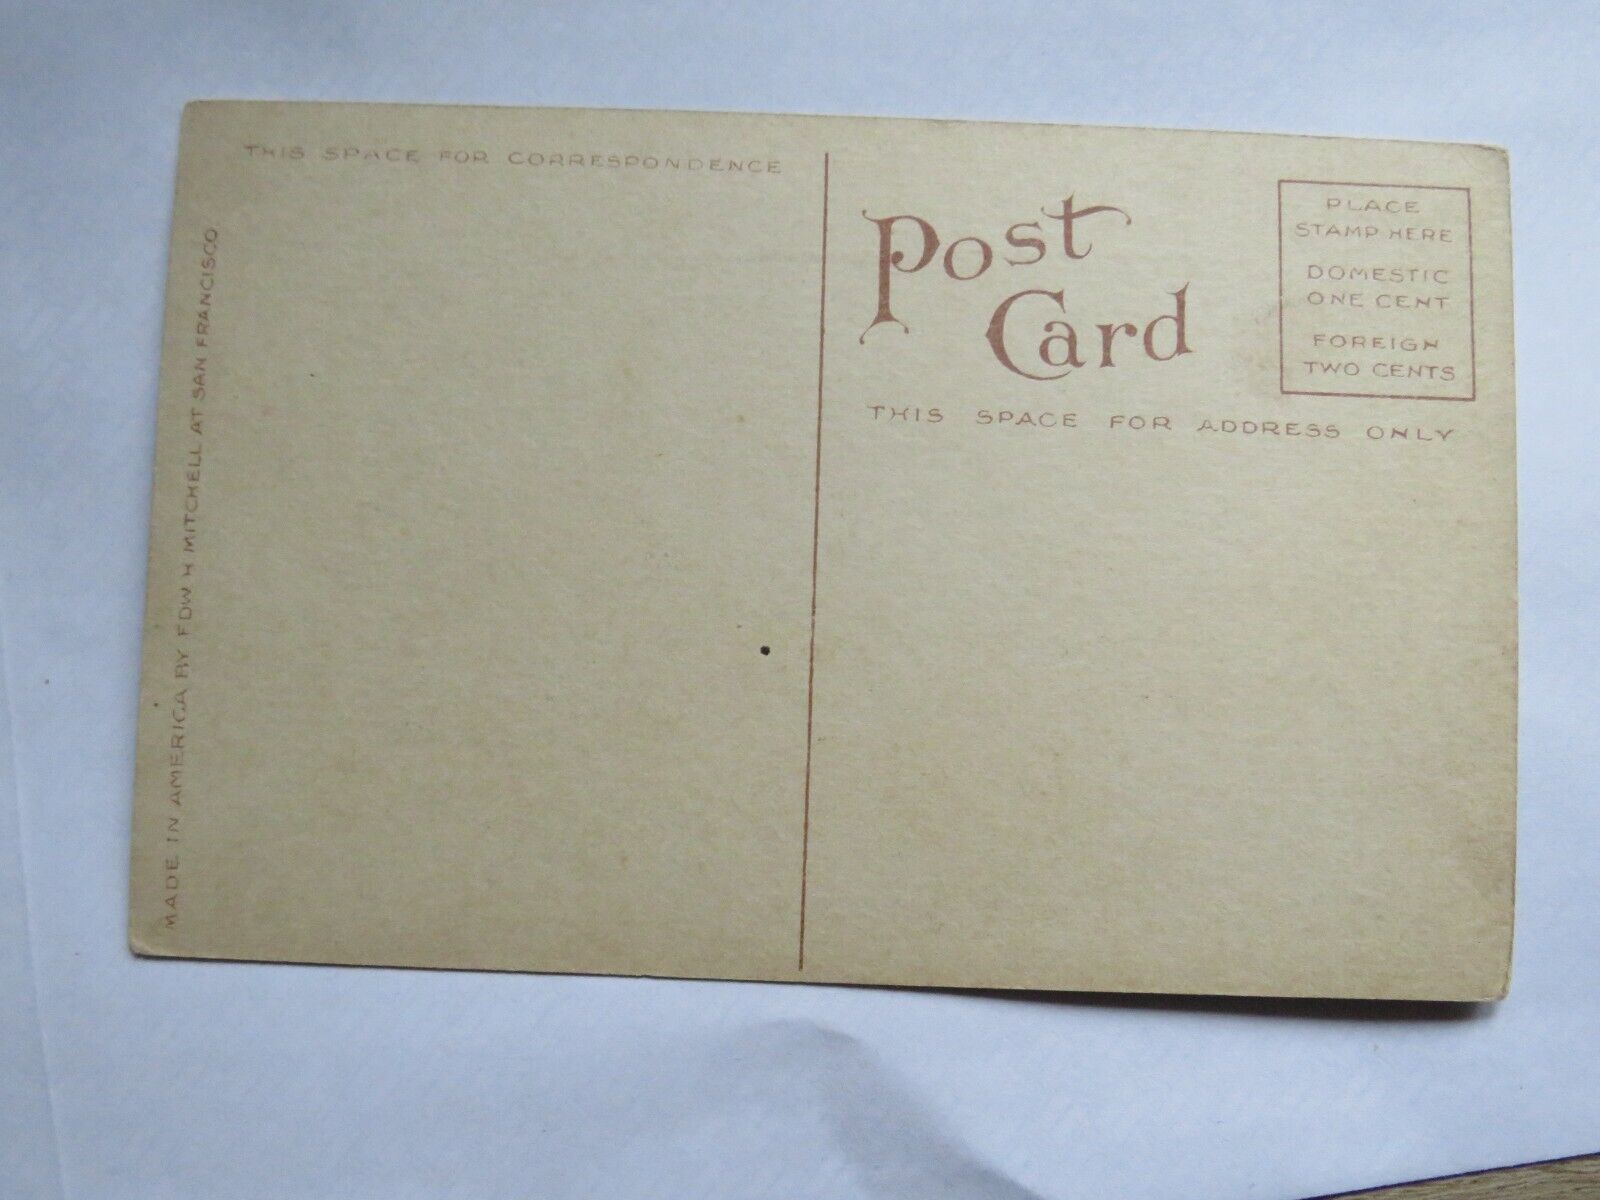 THIS SPACE FOR CORRESPONDENCE
Post
Card
PLACE
STAMP HERE
DOMESTIC
ONE CENT
FOREIGN
TWO CENTS
THIS SPACE FOR ADDRESS ONLY
MADE IN AMERICA BY EDW H MITCHELL AT SAN FRANCISCO